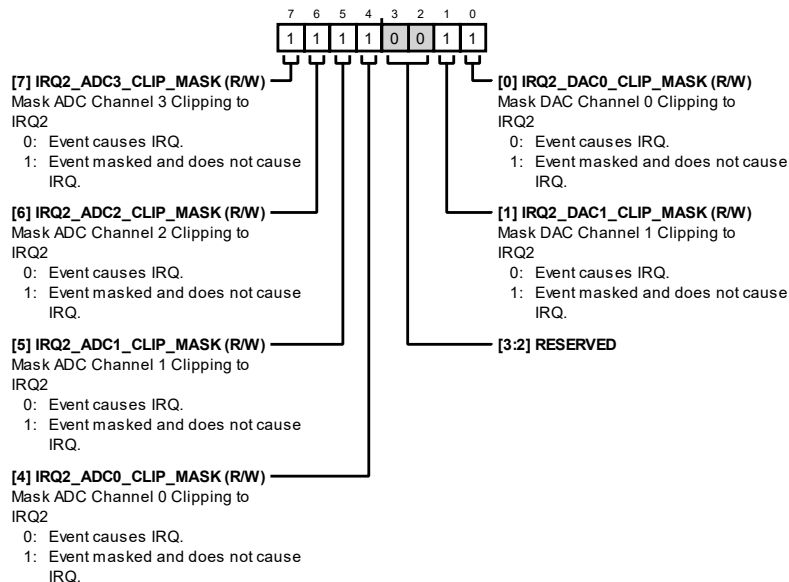 7 6 5 4 3 2 1 0
1 1 1 1 0 0 1 1
[7] IRQ2_ADC3_CLIP_MASK (R/W)
Mask ADC Channel 3 Clipping to
IRQ2
0: Event causes IRQ.
1: Event masked and does not cause
IRQ.
[6] IRQ2_ADC2_CLIP_MASK (R/W)
Mask ADC Channel 2 Clipping to
IRQ2
0: Event causes IRQ.
1: Event masked and does not cause
IRQ.
[5] IRQ2_ADC1_CLIP_MASK (R/W)
Mask ADC Channel 1 Clipping to
IRQ2
0: Event causes IRQ.
1: Event masked and does not cause
IRQ.
[4] IRQ2_ADC0_CLIP_MASK (R/W)
Mask ADC Channel 0 Clipping to
IRQ2
0: Event causes IRQ.
1: Event masked and does not cause
IRQ.
[0] IRQ2_DAC0_CLIP_MASK (R/W)
Mask DAC Channel 0 Clipping to
IRQ2
0: Event causes IRQ.
1: Event masked and does not cause
IRQ.
[1] IRQ2_DAC1_CLIP_MASK (R/W)
Mask DAC Channel 1 Clipping to
IRQ2
0: Event causes IRQ.
1: Event masked and does not cause
IRQ.
[3:2] RESERVED